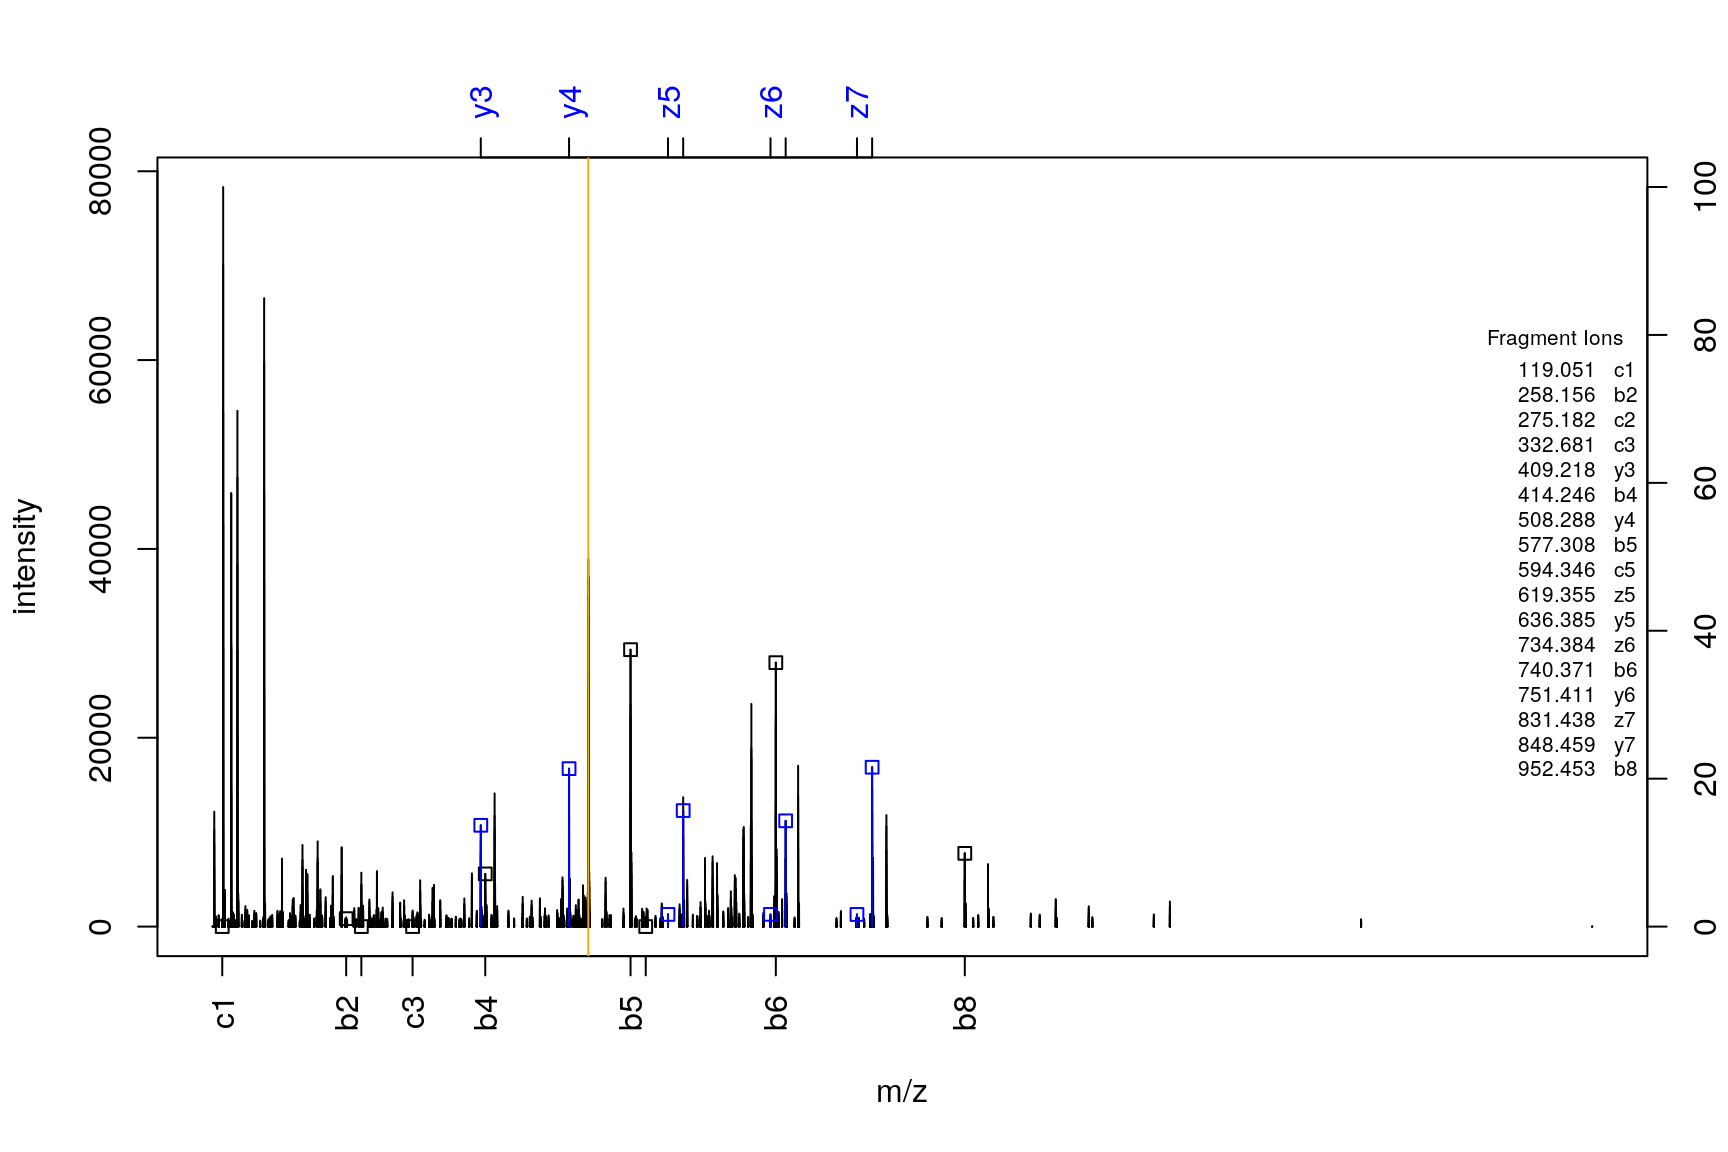 y3 y4 z5 z6 z7
80000
60000
40000
20000
0
intensity
100
80
60
40
20
0
Fragment Ions
119.051 c1
258.156 b2
275.182 c2
332.681 c3
409.218 y3
414.246 b4
508.288 y4
577.308 b5
594.346 c5
619.355 z5
636.385 y5
734.384 z6
740.371 b6
751.411 y6
831.438 z7
848.459 y7
952.453 b8
c1 b2 c3 b4 b5 b6 b8
m/z